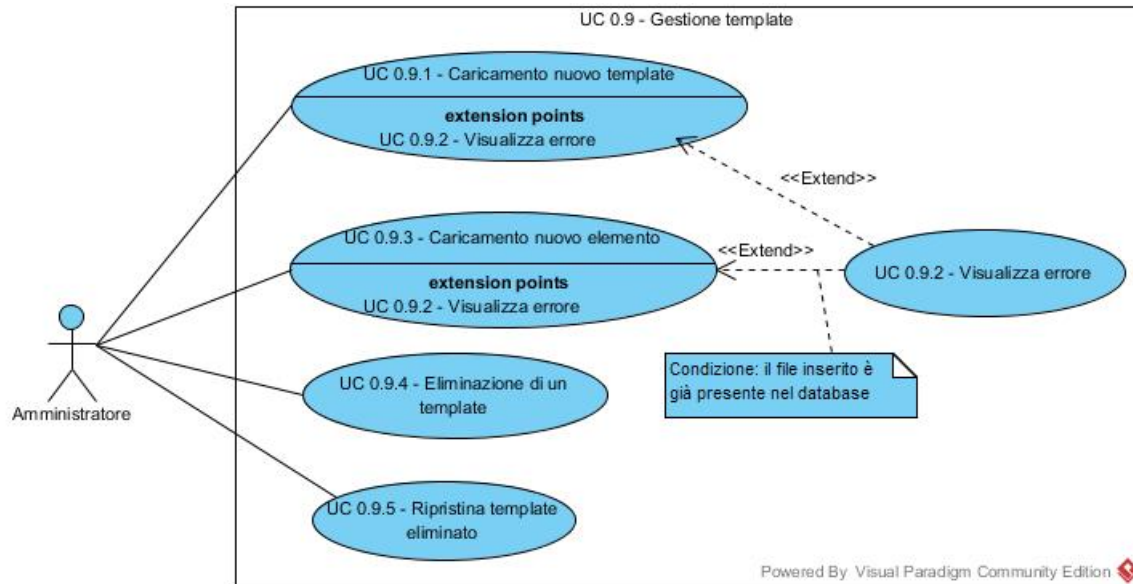 UC 0.9 - Gestione template
UC 0.9.1 - Caricamento nuovo template
extension points
UC 0.9.2 - Visualizza errore
<<Extend>>
UC 0.9.3 - Caricamento nuovo elemento
extension points
UC 0.9.2 - Visualizza errore
<<Extend>>
UC 0.9.2 - Visualizza errore
Condizione: il file inserito è
già presente nel database
UC 0.9.4 - Eliminazione di un
template
Amministratore
UC 0.9.5 - Ripristina template
eliminato
Powered By Visual Paradigm Community Edition